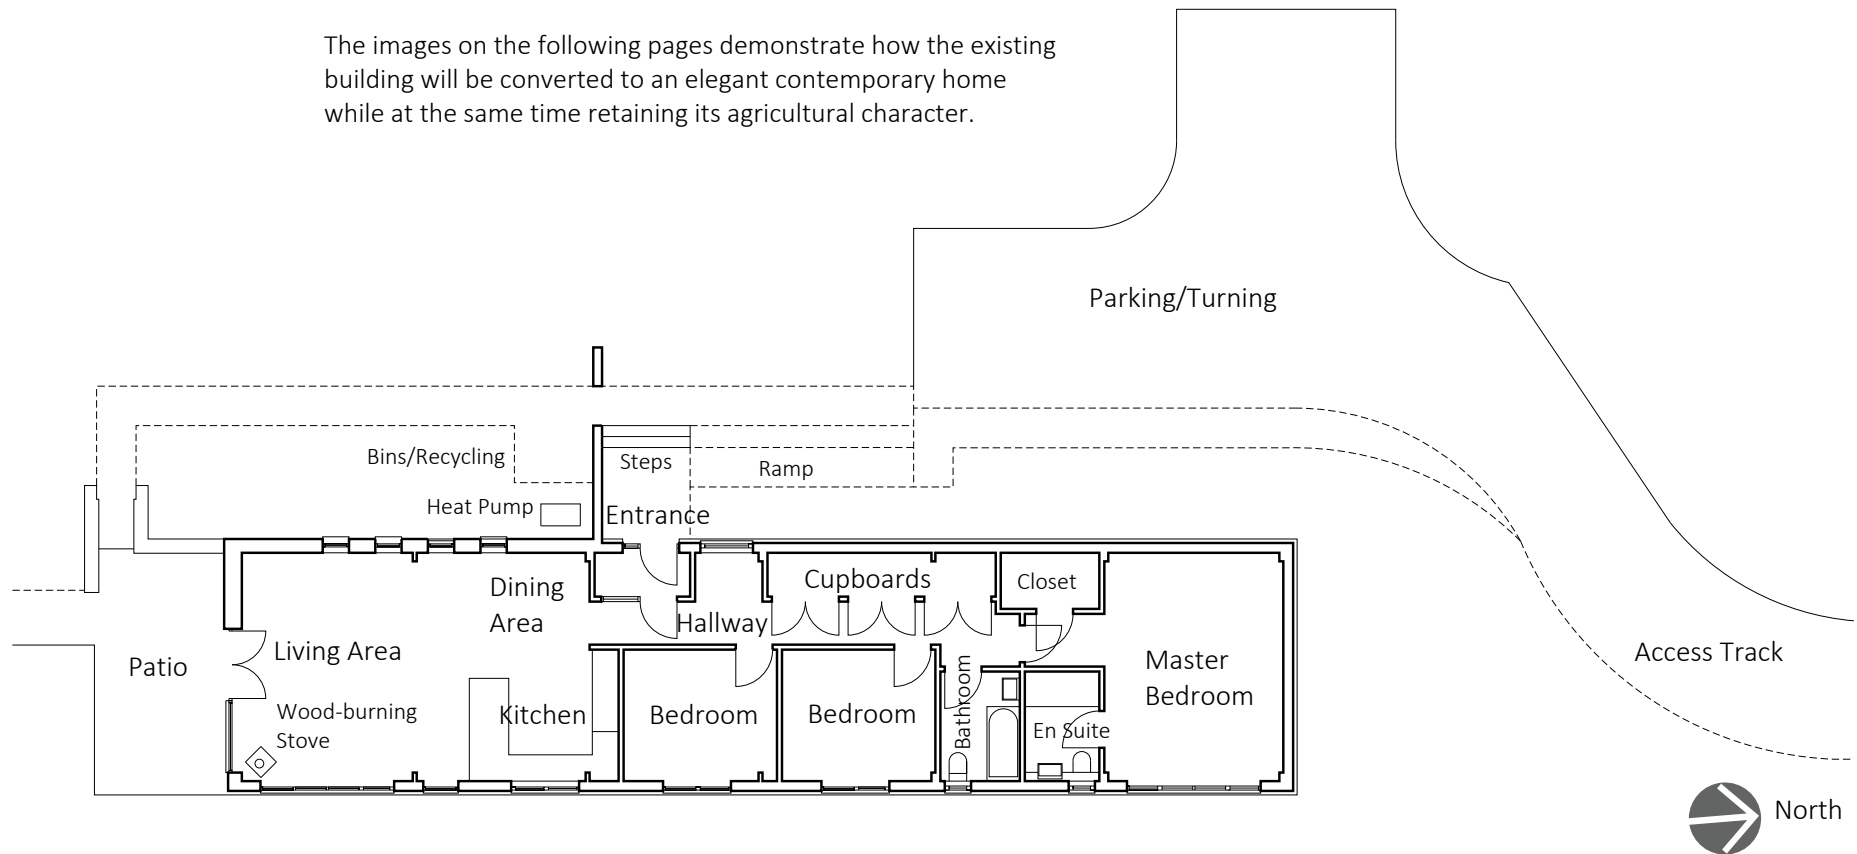 The images on the following pages demonstrate how the existing
building will be converted to an elegant contemporary home
while at the same time retaining its agricultural character.
Parking/Turning
Bins/Recycling
Steps
Ramp
Heat Pump
Entrance
Cupboards
Closet
Dining
Area
Hallway
Living Area
Patio
Master
Bedroom
Access Track
Wood-burning
Stove
Kitchen
Bedroom
Bedroom
Bathroom
En Suite
North